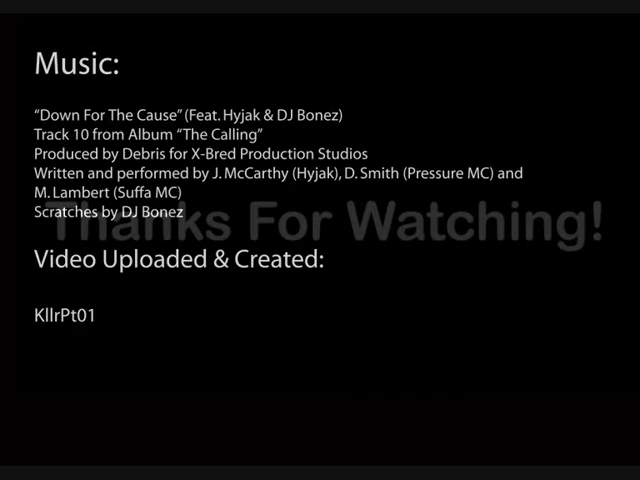 Music:
“Down For The Cause” (Feat. Hyjak & DJ Bonez)
Track 10 from Album “The Calling”
Produced by Debris for X-Bred Production Studios
Written and performed by J. McCarthy (Hyjak), D. Smith (Pressure MC) and
M. Lambert (Suffa MC)
Scratches by DJ Bonez
Thanks For Watching!
Video Uploaded & Created:
KllrPt01